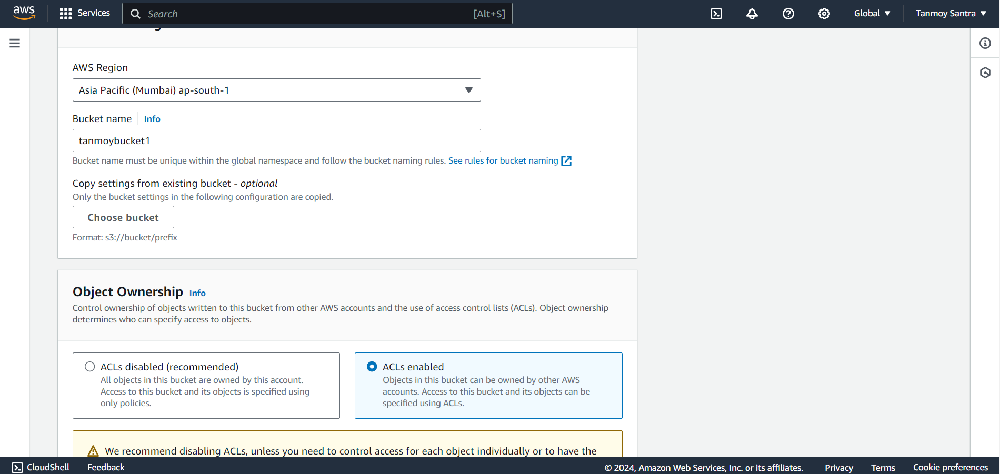 aws
Services
Search
[Alt+S]
Global
Tanmoy Santra
AWS Region
Asia Pacific (Mumbai) ap-south-1
Bucket name
Info
tanmoybucket1
Bucket name must be unique within the global namespace and follow the bucket naming rules. See rules for bucket naming
Copy settings from existing bucket - optional
Only the bucket settings in the following configuration are copied.
Choose bucket
Format: s3://bucket/prefix
Object Ownership Info
Control ownership of objects written to this bucket from other AWS accounts and the use of access control lists (ACLs). Object ownership
determines who can specify access to objects.
ACLs disabled (recommended)
All objects in this bucket are owned by this account.
Access to this bucket and its objects is specified using
only policies.
ACLs enabled
Objects in this bucket can be owned by other AWS
accounts. Access to this bucket and its objects can be
specified using ACLs.
We recommend disabling ACLs, unless you need to control access for each object individually or to have the
CloudShell
Feedback
© 2024, Amazon Web Services, Inc. or its affiliates.
Privacy
Terms
Cookie preferences